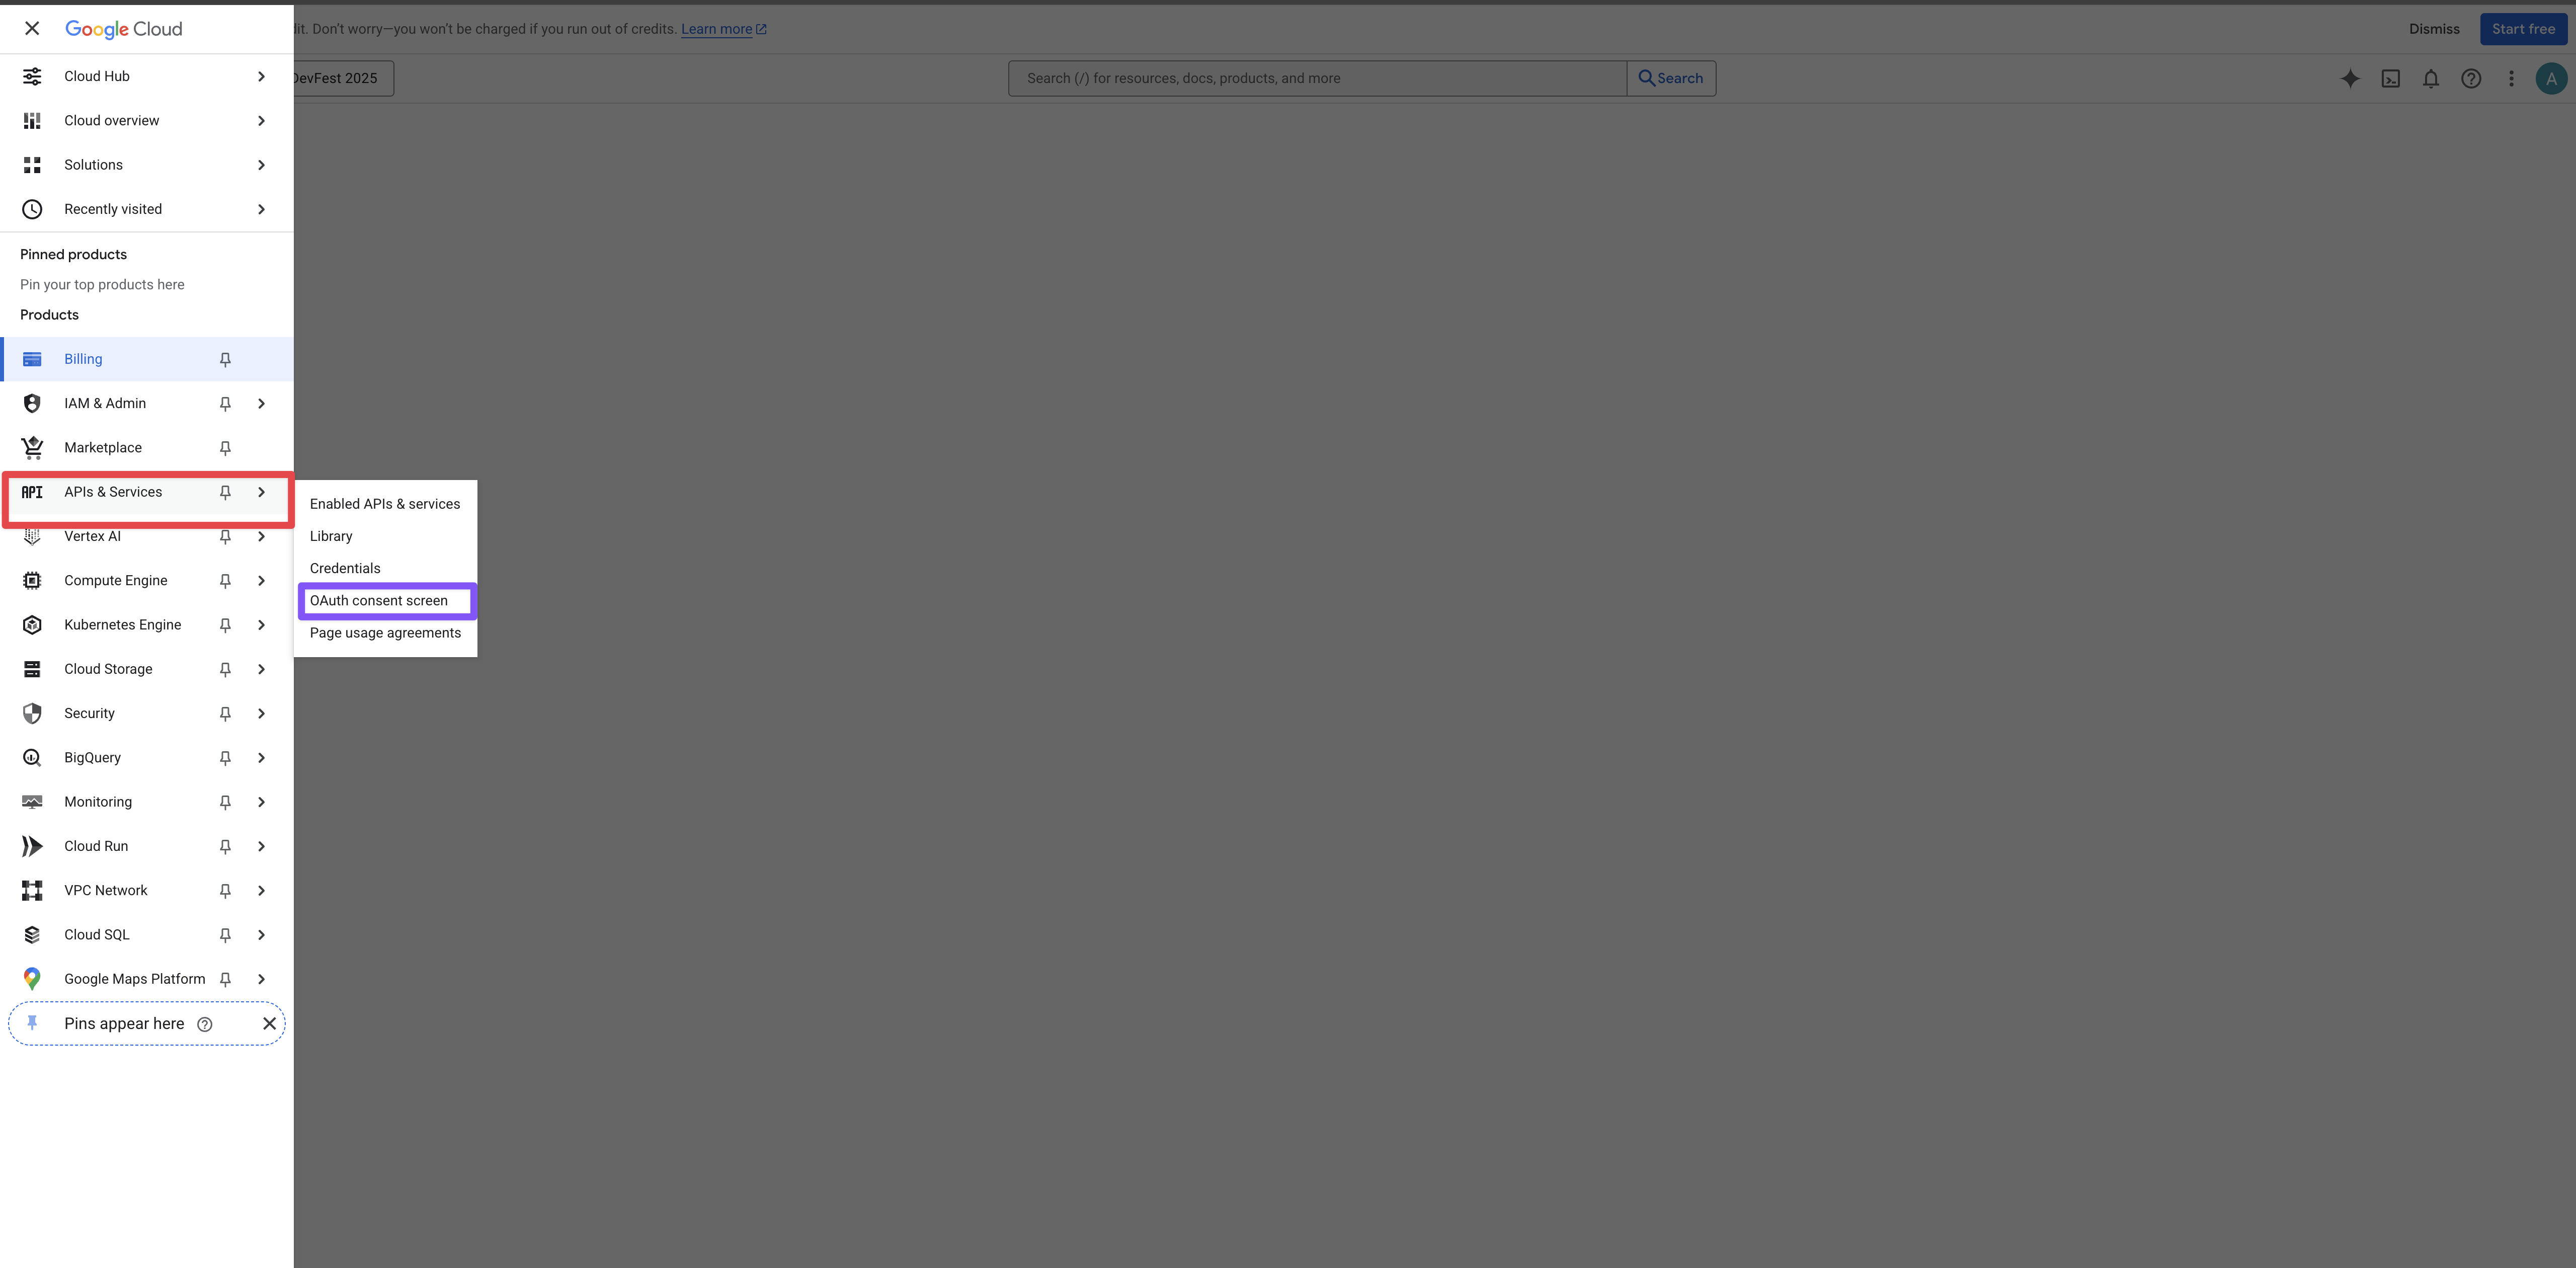 Google Cloud
dit. Don't worry—you won't be charged if you run out of credits. Learn more
Dismiss
Start free
DevFest 2025
Search (/) for resources, docs, products, and more
Search
A
Cloud Hub
Cloud overview
Solutions
Recently visited
Pinned products
Pin your top products here
Products
Billing
IAM & Admin
Marketplace
API APIs & Services
Enabled APIs & services
Library
Credentials
OAuth consent screen
Page usage agreements
Vertex AI
Compute Engine
Kubernetes Engine
Cloud Storage
Security
BigQuery
Monitoring
Cloud Run
VPC Network
Cloud SQL
Google Maps Platform
Pins appear here